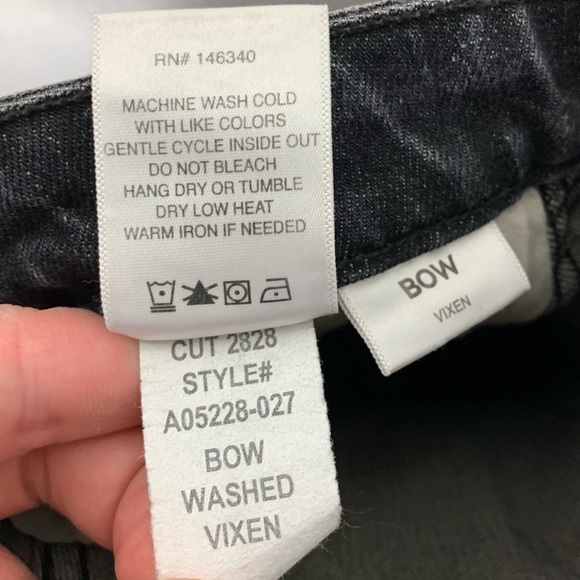 RN# 146340
MACHINE WASH COLD
WITH LIKE COLORS
GENTLE CYCLE INSIDE OUT
DO NOT BLEACH
HANG DRY OR TUMBLE
DRY LOW HEAT
WARM IRON IF NEEDED
CUT 2828
STYLE#
A05228-027
BOW
WASHED
VIXEN
BOW
VIXEN